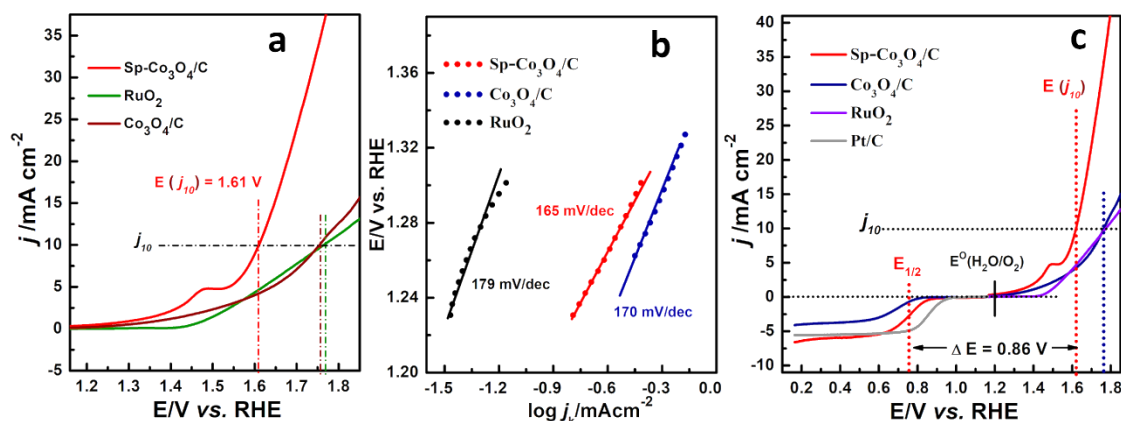 a
Sp-Co₃O₄/C
RuO₂
Co₃O₄/C
E (j₁₀) = 1.61 V
j₁₀
35
30
25
20
15
10
5
0
1.2 1.3 1.4 1.5 1.6 1.7 1.8
j /mA cm⁻²
E/V vs. RHE
b
Sp-Co₃O₄/C
Co₃O₄/C
RuO₂
165 mV/dec
179 mV/dec
170 mV/dec
1.36
1.32
1.28
1.24
1.20
-1.5 -1.2 -0.9 -0.6 -0.3 0.0
E/V vs. RHE
log jₖ/mAcm⁻²
c
Sp-Co₃O₄/C
Co₃O₄/C
RuO₂
Pt/C
E (j₁₀)
j₁₀
E₁/₂
E⁰(H₂O/O₂)
Δ E = 0.86 V
40
35
30
25
20
15
10
5
0
-5
-10
0.2 0.4 0.6 0.8 1.0 1.2 1.4 1.6 1.8
j /mA cm⁻²
E/V vs. RHE